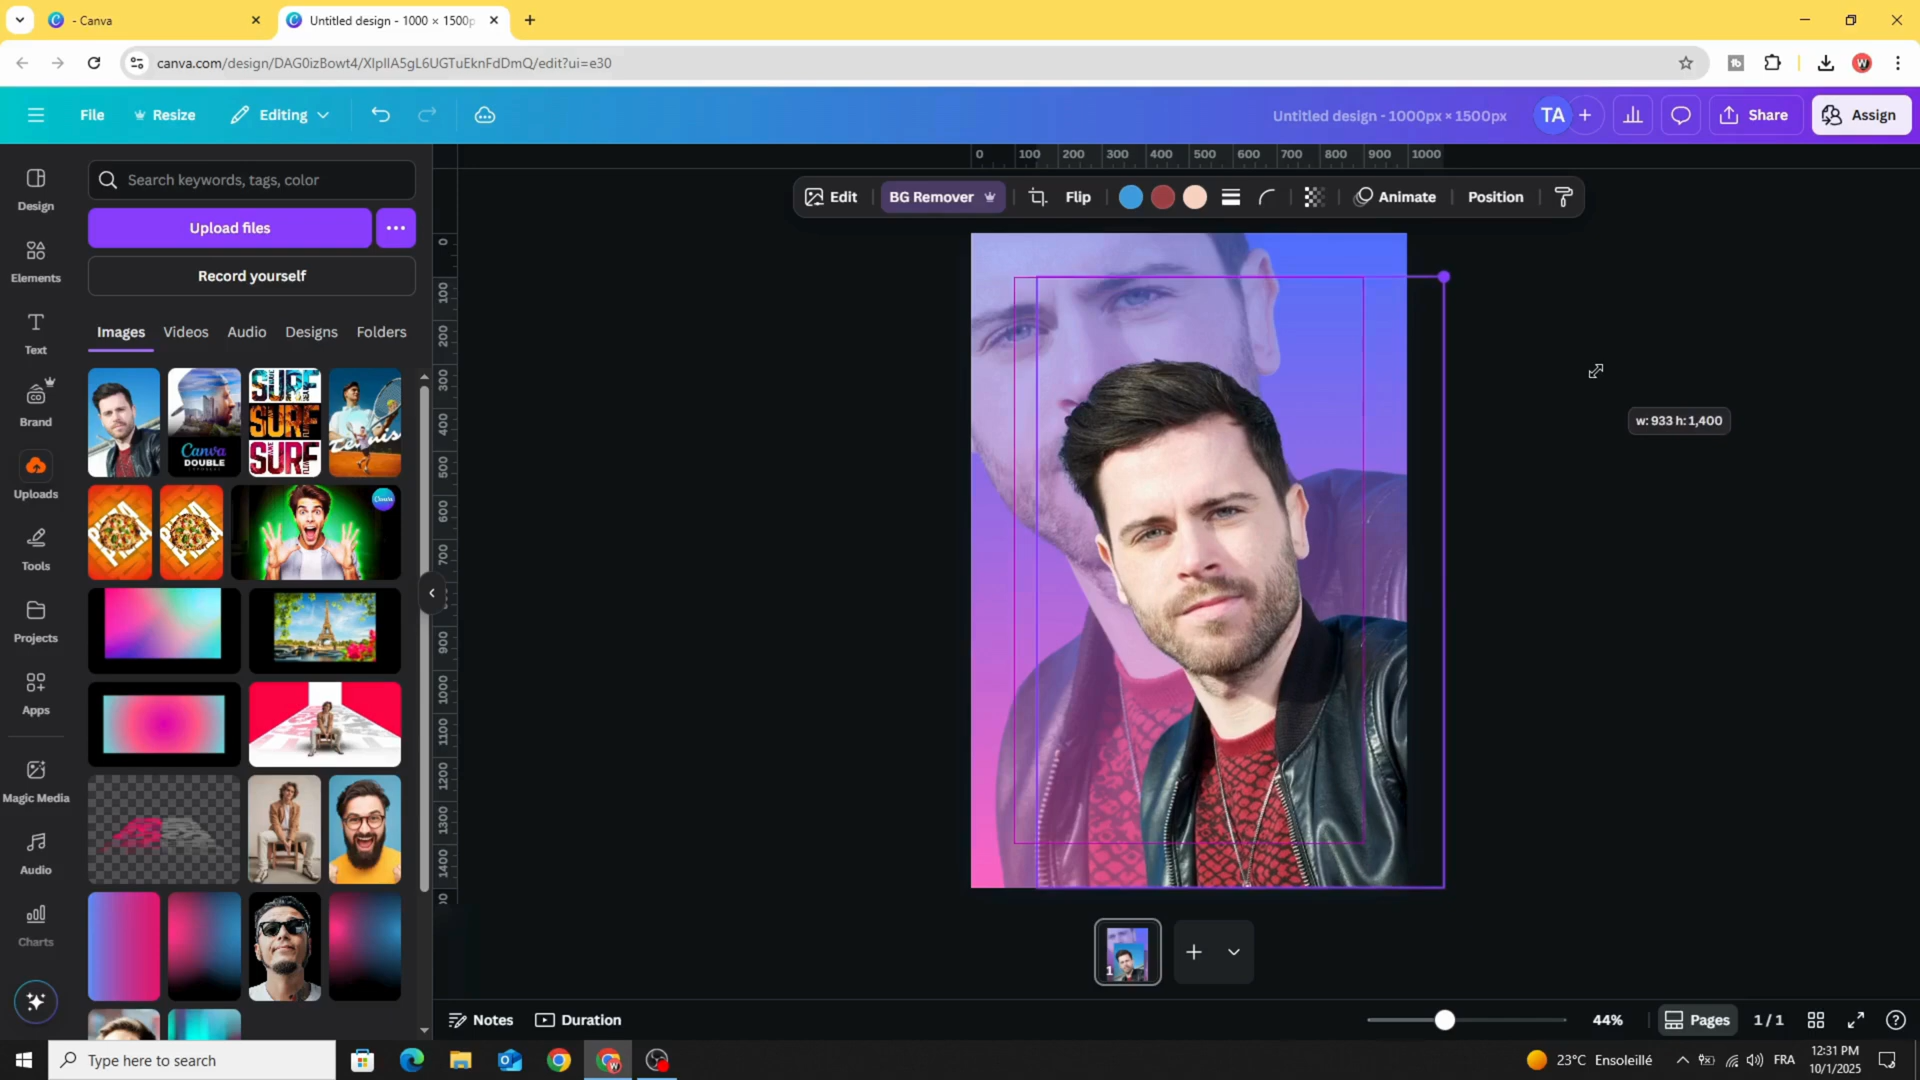 - Canva
Untitled design - 1000 × 1500p
canva.com/design/DAG0izBowt4/XIpIIA5gL6UGTuEknFdDmQ/edit?ui=e30
File
Resize
Editing
Untitled design - 1000px × 1500px
TA
Share
Assign
Design
Elements
Text
Brand
Uploads
Tools
Projects
Apps
Magic Media
Audio
Charts
Search keywords, tags, color
Upload files
Record yourself
Images
Videos
Audio
Designs
Folders
Canva
DOUBLE
SURF
SURF
SURF
tennis
PIZZA
PIZZA
Canva
0 100 200 300 400 500 600 700 800 900 1000
0
100
200
300
400
500
600
700
900
1000
1100
1200
1300
1400
Edit
BG Remover
Flip
Animate
Position
w: 933 h: 1,400
1
Notes
Duration
44%
Pages
1 / 1
Type here to search
W
23°C Ensoleillé
FRA
12:31 PM
10/1/2025